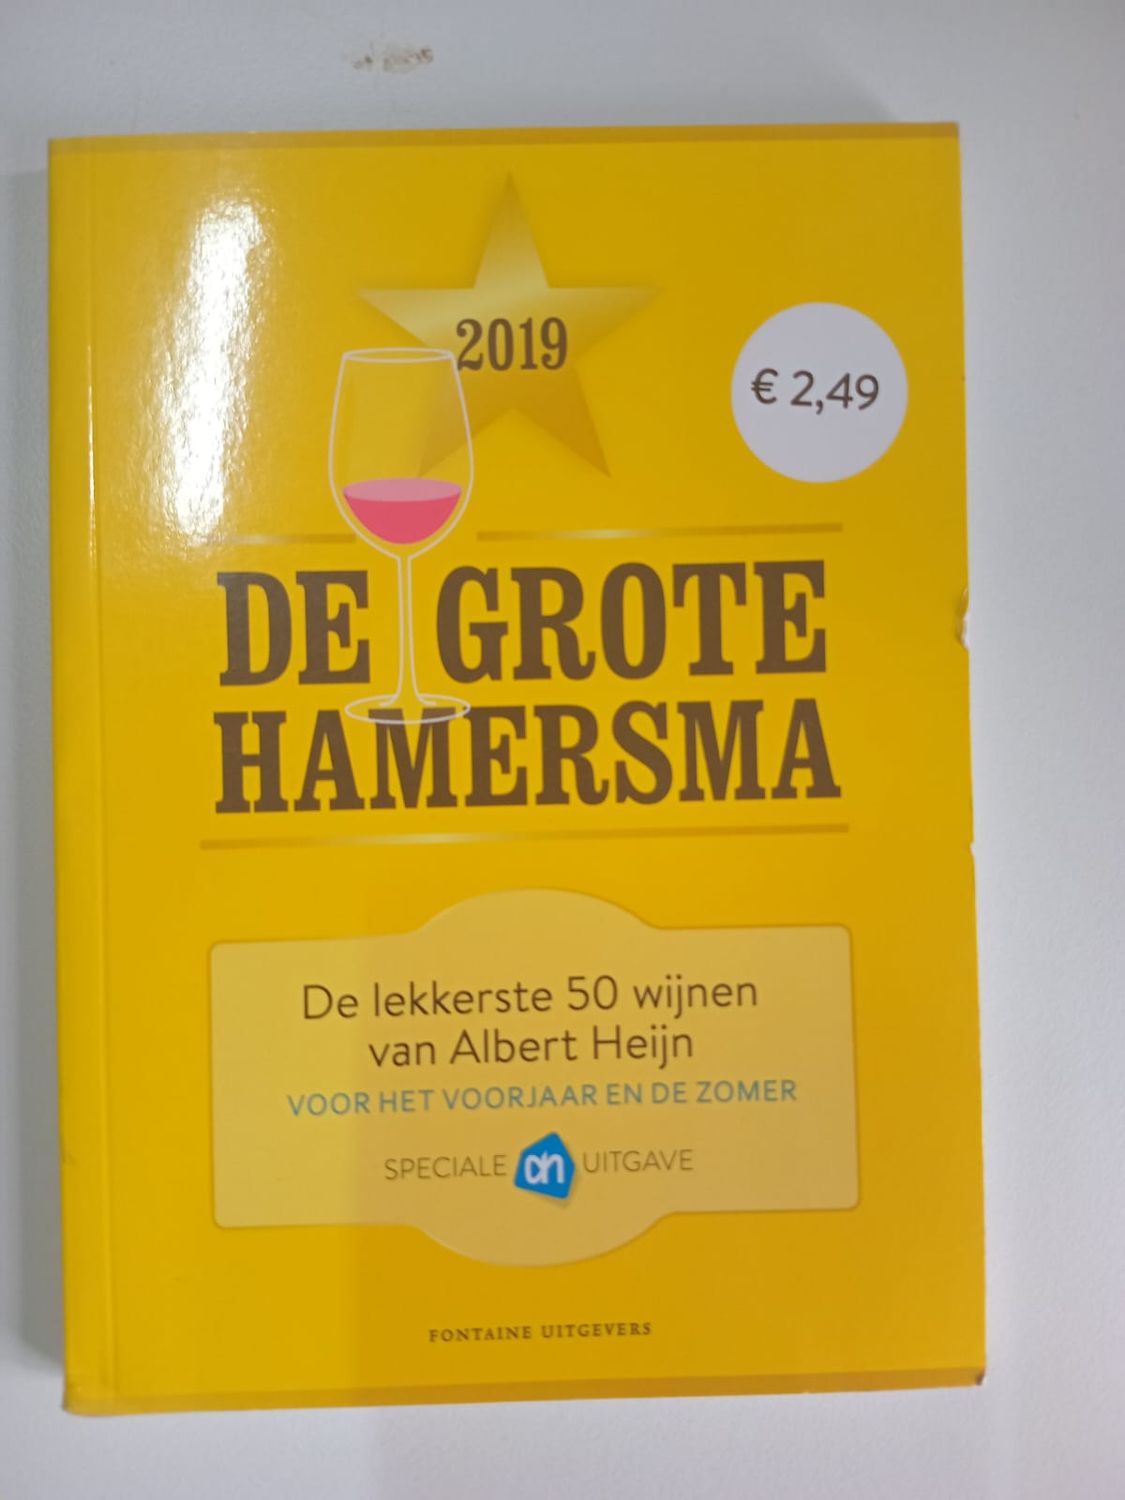 2019
€ 2,49
DE GROTE
HAMERSMA
De lekkerste 50 wijnen
van Albert Heijn
VOOR HET VOORJAAR EN DE ZOMER
SPECIALE ah UITGAVE
FONTAINE UITGEVERS